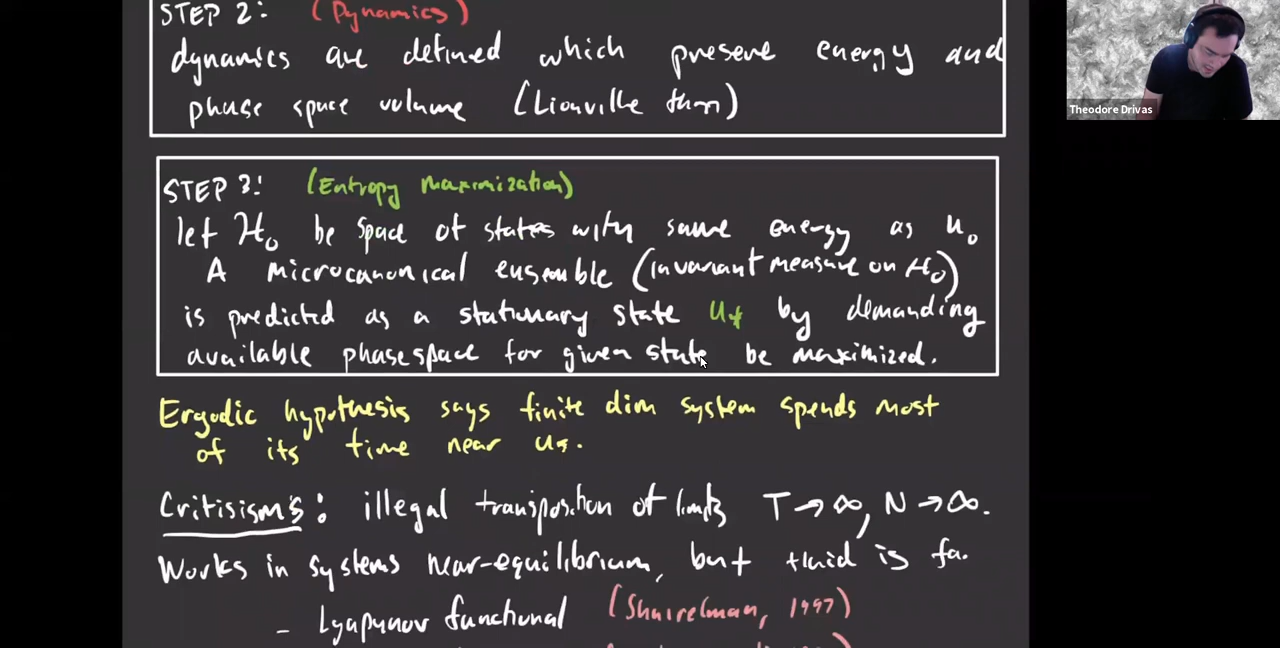 STEP 2: (Dynamics)
dynamics are defined which preserve energy and
phase space volume (Liouville thm)
Theodore Drivas
STEP 3: (Entropy Maximization)
let H₀ be space of states with same energy as u₀
A microcanonical ensemble (invariant measure on H₀)
is predicted as a stationary state u* by demanding
available phase space for given state be maximized.
Ergodic hypothesis says finite dim system spends most
of its time near
Critisism's: illegal transposition of limits T → ∞, N → ∞.
Works in systems near-equilibrium, but fluid is fa
- Lyapunov functional (Shnirelman, 1997)